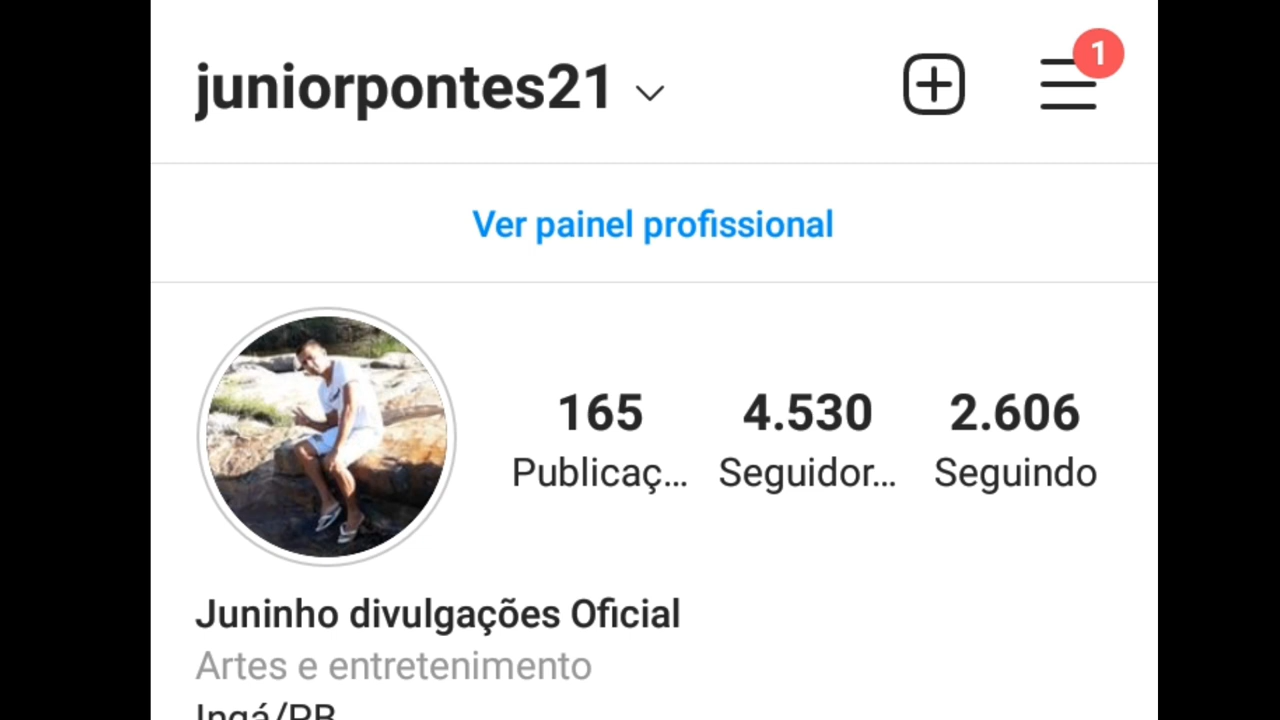 juniorpontes21
1
Ver painel profissional
165 4.530 2.606
Publicaç... Seguidor... Seguindo
Juninho divulgações Oficial
Artes e entretenimento
Ingá/PB